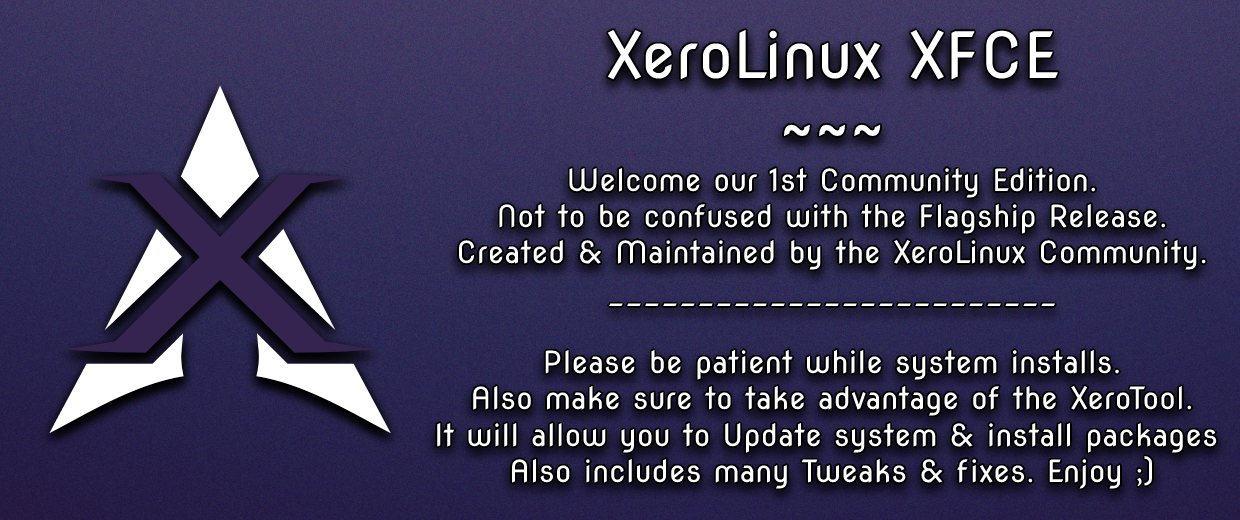 XeroLinux XFCE
~~~
Welcome our 1st Community Edition.
Not to be confused with the Flagship Release.
Created & Maintained by the XeroLinux Community.
-------------------------
Please be patient while system installs.
Also make sure to take advantage of the XeroTool.
It will allow you to Update system & install packages
Also includes many Tweaks & fixes. Enjoy ;)